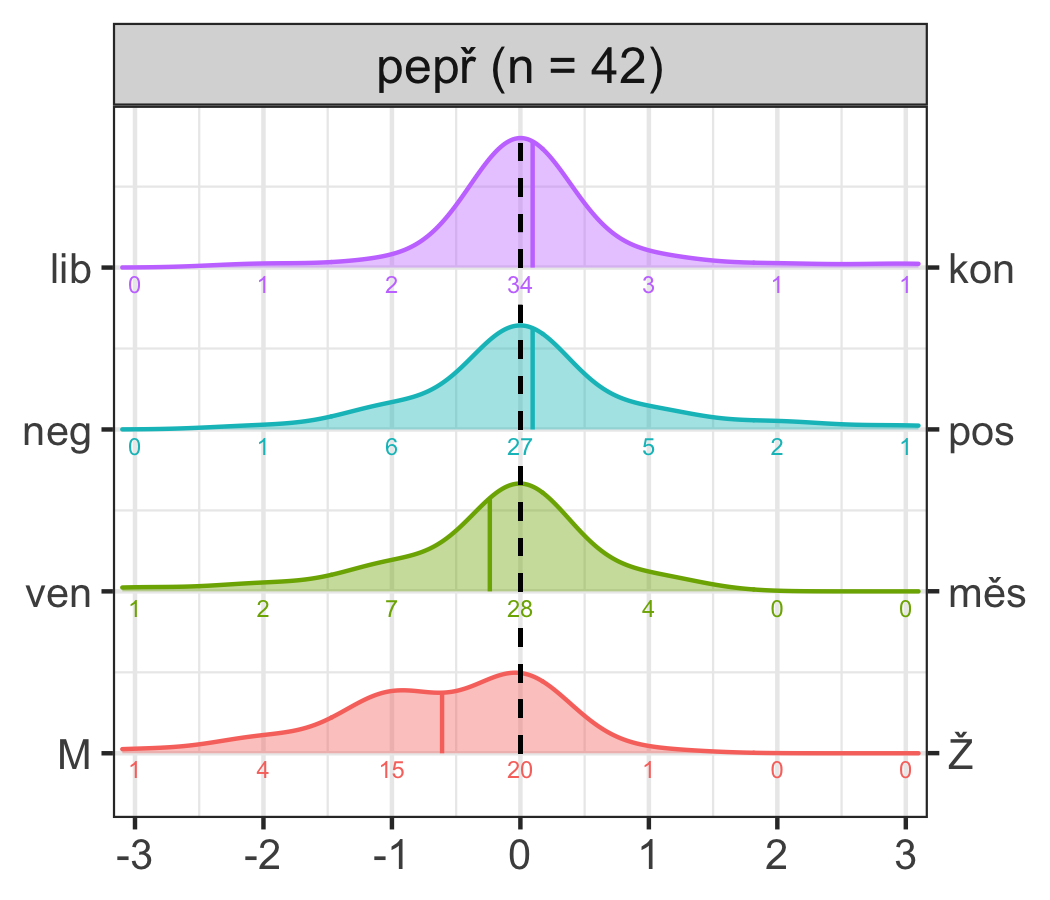 pepř (n = 42)
lib kon
0 1 2 34 3 1 1
neg pos
0 1 6 27 5 2 1
ven měs
1 2 7 28 4 0 0
M Ž
1 4 15 20 1 0 0
-3 -2 -1 0 1 2 3